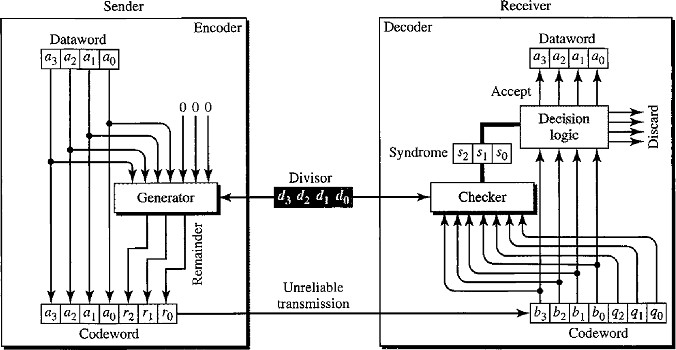 Sender
Encoder
Dataword
a3 a2 a1 a0
0 0 0
Generator
Remainder
a3 a2 a1 a0 r2 r1 r0
Codeword
Divisor
d3 d2 d1 d0
Unreliable
transmission
Receiver
Decoder
Dataword
a3 a2 a1 a0
Accept
Decision
logic
Discard
Syndrome
s2 s1 s0
Checker
b3 b2 b1 b0 q2 q1 q0
Codeword